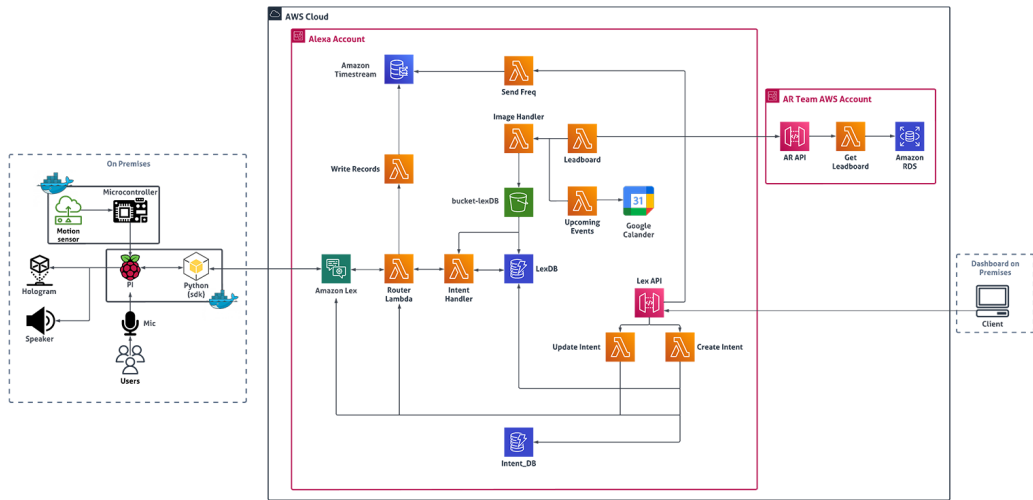 AWS Cloud
Alexa Account
Amazon
Timestream
Send Freq
Image Handler
Leadboard
AR Team AWS Account
AR API
Get
Leadboard
Amazon
RDS
On Premises
Microcontroller
Motion
sensor
Write Records
bucket-lexDB
Upcoming
Events
31
Google
Calander
Hologram
PI
Python
(sdk)
Speaker
Mic
Users
Amazon Lex
Router
Lambda
Intent
Handler
LexDB
Lex API
Dashboard on
Premises
Client
Update Intent
Create Intent
Intent_DB